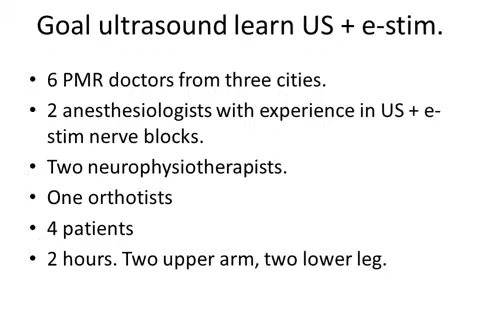 Goal ultrasound learn US + e-stim.
• 6 PMR doctors from three cities.
• 2 anesthesiologists with experience in US + e-
stim nerve blocks.
• Two neurophysiotherapists.
• One orthotists
• 4 patients
• 2 hours. Two upper arm, two lower leg.